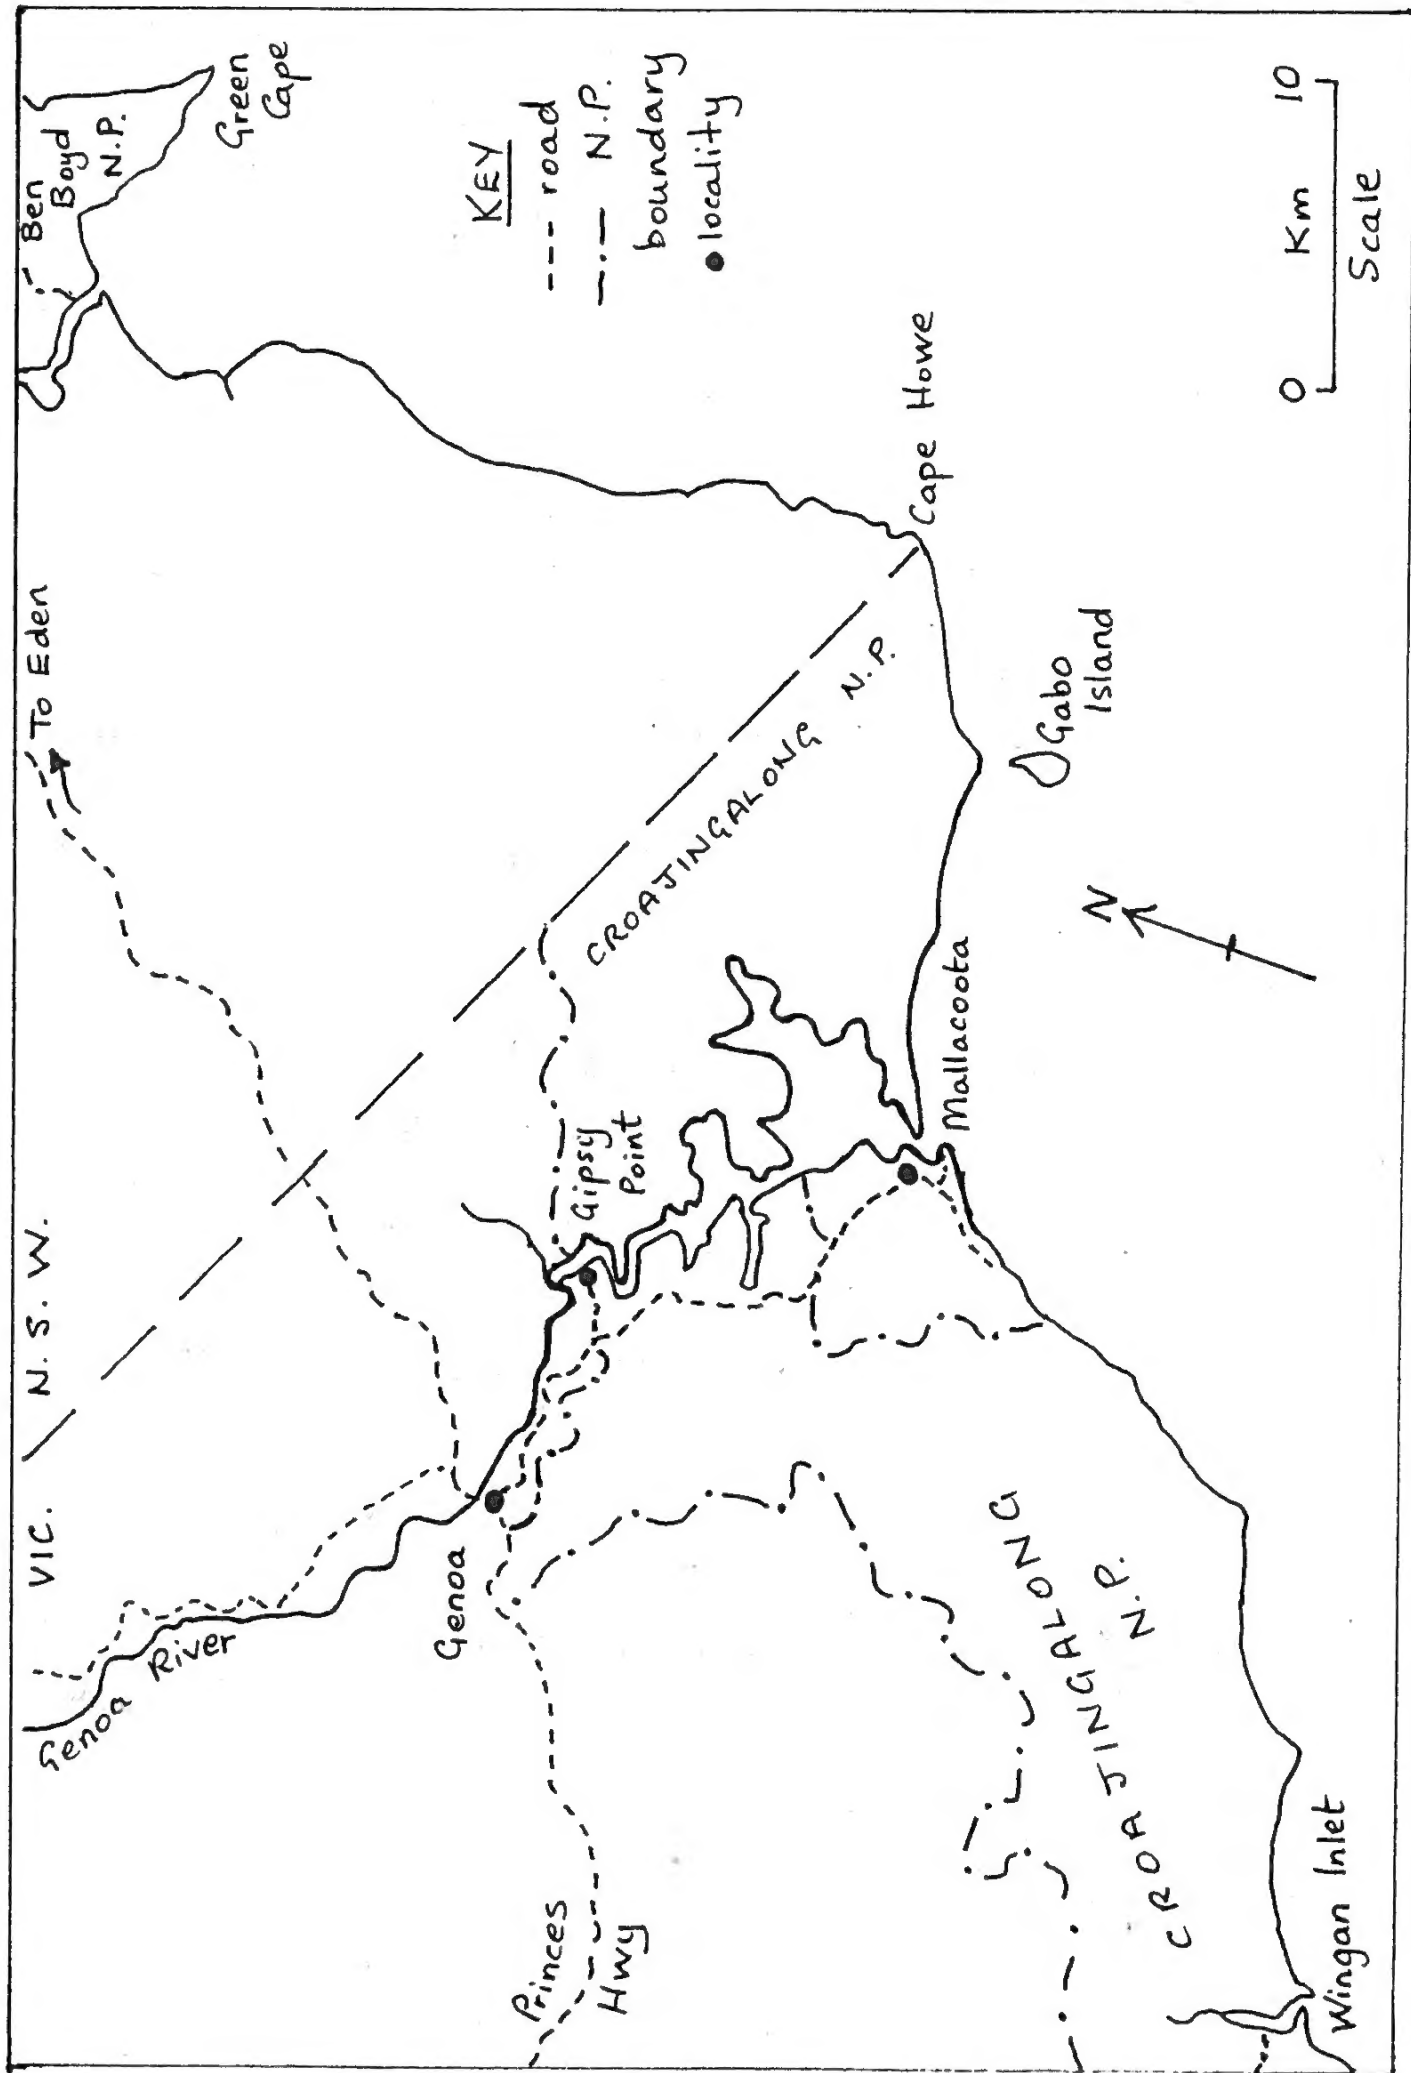 VIC.
N. S. W.
To Eden
Ben
Boyd
N.P.
Green
Cape
Genoa River
Genoa
Gipsy
Point
CROAJINGALONG N.P.
KEY
--- road
–·– N.P.
boundary
● locality
Princes
Hwy
Mallacoota
Cape Howe
Gabo
Island
N
CROAJINGALONG
N.P.
Wingan Inlet
0 Km 10
Scale